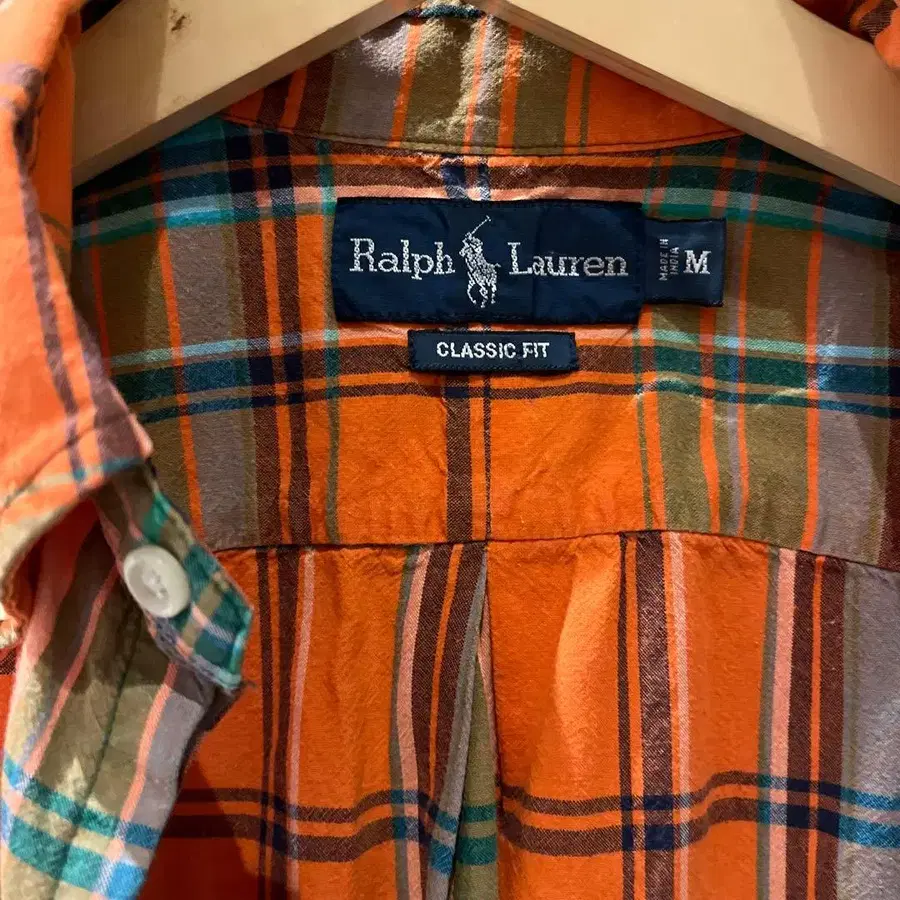 Ralph Lauren
MADE IN
INDIA
M
CLASSIC FIT